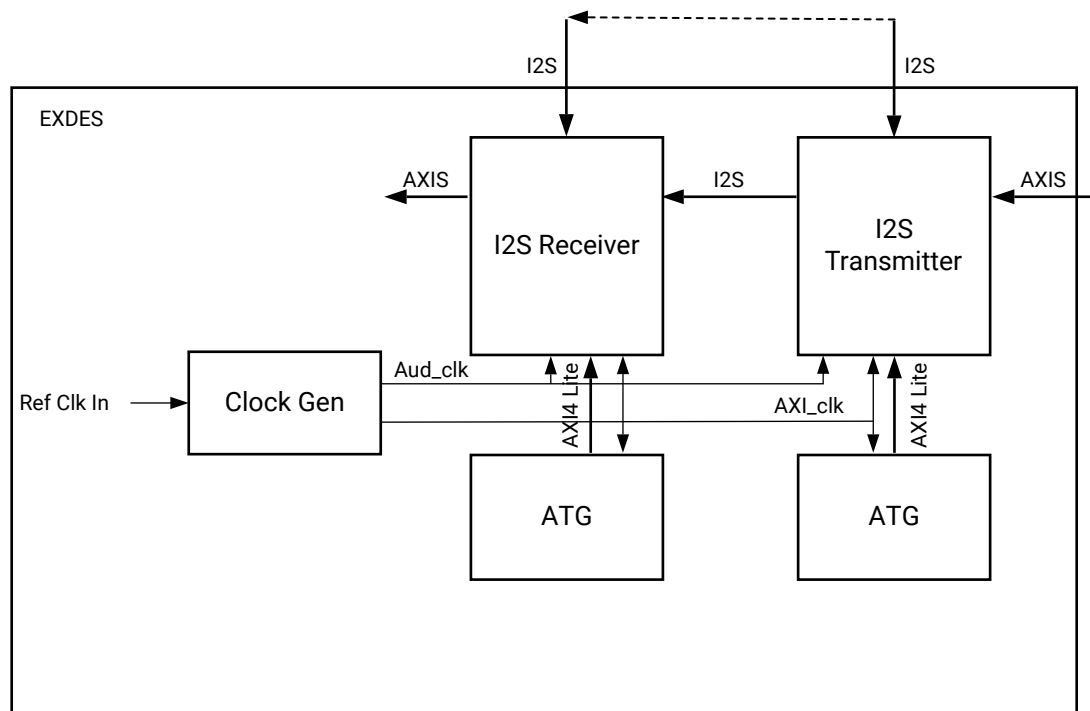 I2S
I2S
EXDES
AXIS
I2S
AXIS
I2S Receiver
I2S
Transmitter
Aud_clk
AXI4 Lite
AXI4 Lite
Ref Clk In
Clock Gen
AXI_clk
ATG
ATG